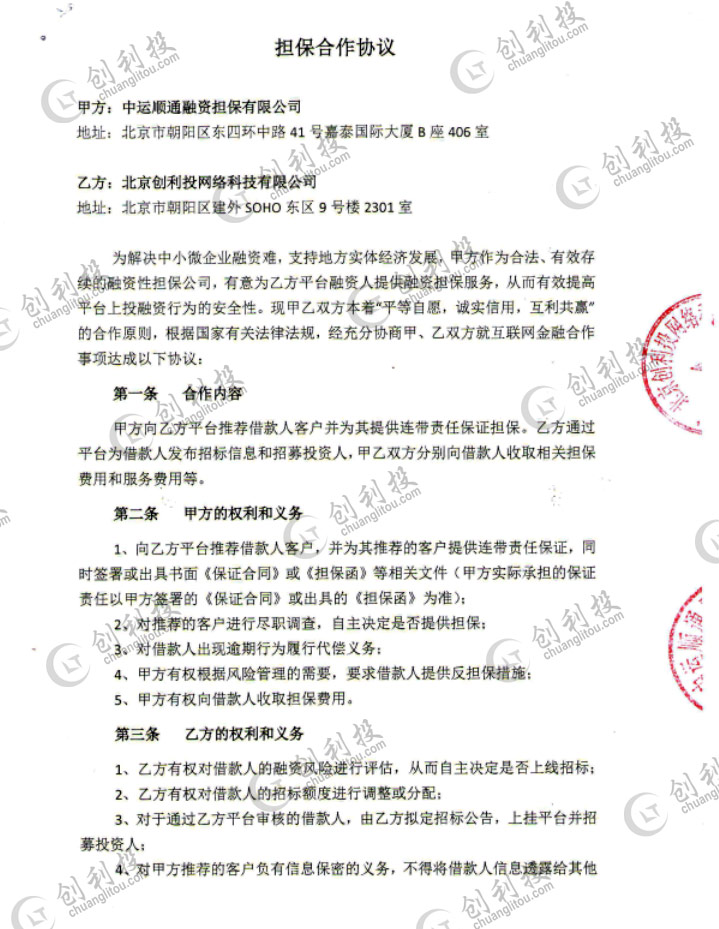 担保合作协议
甲方：中运顺通融资担保有限公司
地址：北京市朝阳区东四环中路 41 号嘉泰国际大厦 B 座 406 室
乙方：北京创利投网络科技有限公司
地址：北京市朝阳区建外 SOHO 东区 9 号楼 2301 室
为解决中小微企业融资难，支持地方实体经济发展，甲方作为合法、有效存
续的融资性担保公司，有意为乙方平台融资人提供融资担保服务，从而有效提高
平台上投融资行为的安全性。现甲乙双方本着“平等自愿，诚实信用，互利共赢”
的合作原则，根据国家有关法律法规，经充分协商甲、乙双方就互联网金融合作
事项达成以下协议：
第一条 合作内容
甲方向乙方平台推荐借款人客户并为其提供连带责任保证担保。乙方通过
平台为借款人发布招标信息和招募投资人，甲乙双方分别向借款人收取相关担保
费用和服务费用等。
第二条 甲方的权利和义务
1、向乙方平台推荐借款人客户，并为其推荐的客户提供连带责任保证，同
时签署或出具书面《保证合同》或《担保函》等相关文件（甲方实际承担的保证
责任以甲方签署的《保证合同》或出具的《担保函》为准）；
2、对推荐的客户进行尽职调查，自主决定是否提供担保；
3、对借款人出现逾期行为履行代偿义务；
4、甲方有权根据风险管理的需要，要求借款人提供反担保措施；
5、甲方有权向借款人收取担保费用。
第三条 乙方的权利和义务
1、乙方有权对借款人的融资风险进行评估，从而自主决定是否上线招标；
2、乙方有权对借款人的招标额度进行调整或分配；
3、对于通过乙方平台审核的借款人，由乙方拟定招标公告，上挂平台并招
募投资人；
4、对甲方推荐的客户负有信息保密的义务，不得将借款人信息透露给其他
创利投
chuanglitou.com
北京创利投网络
中运顺通